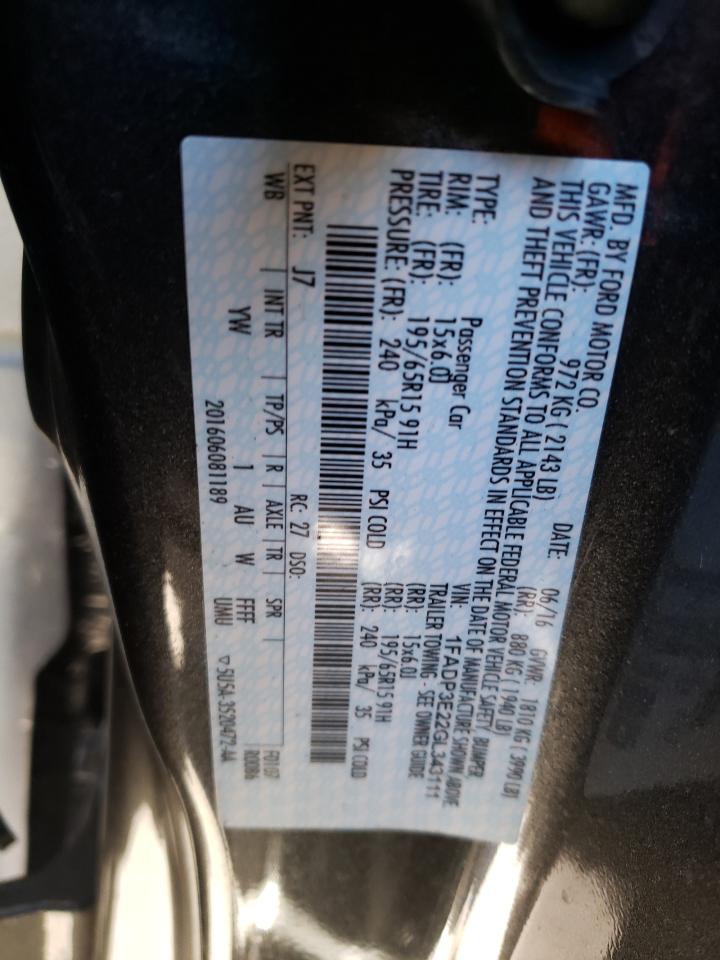 MFD. BY FORD MOTOR CO. DATE: 06/16 GVWR: 1810 KG ( 3990 LB)
GAWR: (FR): 972 KG ( 2143 LB) (RR): 880 KG ( 1940 LB)
THIS VEHICLE CONFORMS TO ALL APPLICABLE FEDERAL MOTOR VEHICLE SAFETY, BUMPER
AND THEFT PREVENTION STANDARDS IN EFFECT ON THE DATE OF MANUFACTURE SHOWN ABOVE
VIN: 1FADP3E22GL343111
TYPE: Passenger Car TRAILER TOWING - SEE OWNER GUIDE
RIM: (FR): 15x6.0J (RR): 15x6.0J
TIRE: (FR): 195/65R15 91H (RR): 195/65R15 91H
PRESSURE: (FR): 240 kPa/ 35 PSI COLD (RR): 240 kPa/ 35 PSI COLD
EXT PNT: J7 RC: 27 DSO: F0107
WB | INT TR | TP/PS | R | AXLE | TR | SPR |
YW 1 AU W FFFF
201606081189 UMU ▽5U5A-3520472-AA